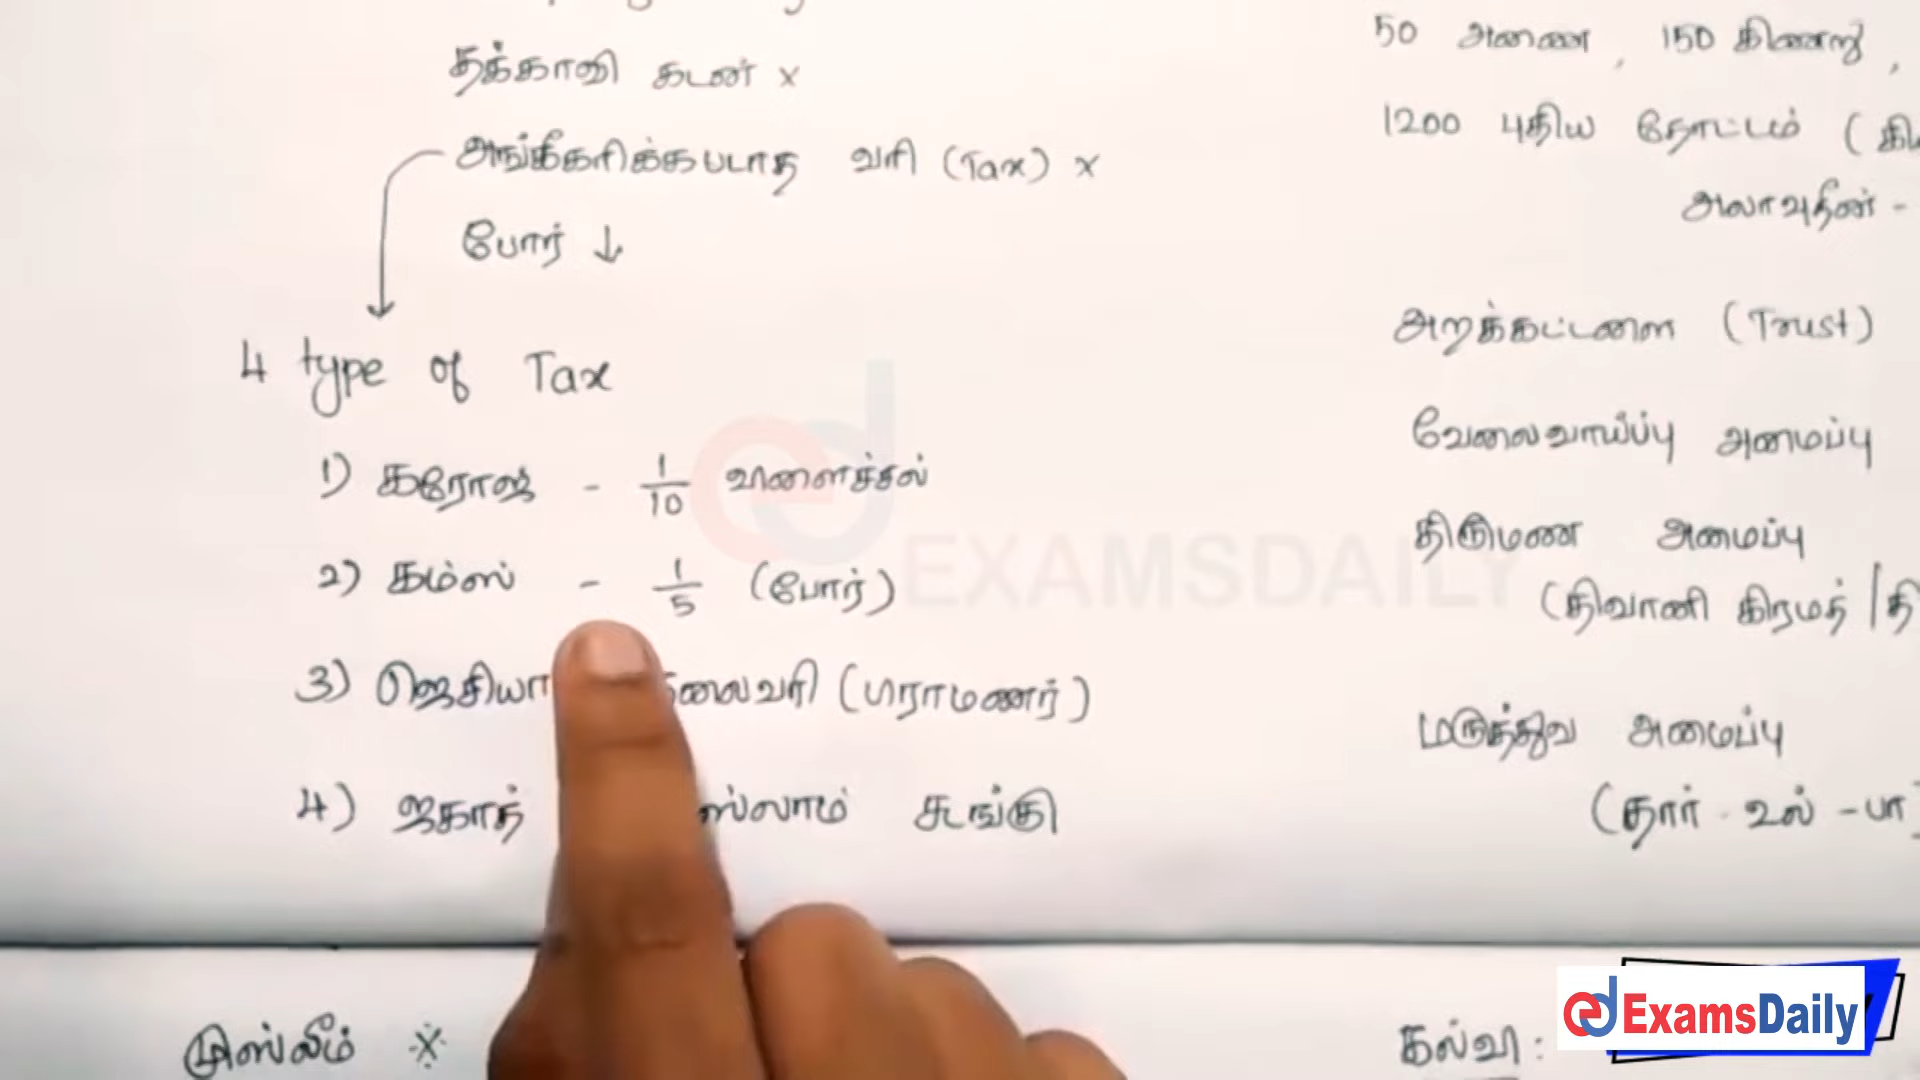 தக்காவி கடன் x
அங்கீகரிக்கபடாத வரி (Tax) x
போர் ↓
4 type of Tax
1) கரோஜ் - 1/10 விளைச்சல்
2) கம்ஸ் - 1/5 (போர்)
3) ஜெசியா லைவரி (பிராமணர்)
4) ஜகாத் ஸ்லாம் சடங்கு
முஸ்லீம் ※
50 அணை, 150 கிணறு,
1200 புதிய தோட்டம் (
அலாவுதீன் -
அறக்கட்டளை (Trust)
வேலைவாய்ப்பு அமைப்பு
திருமண அமைப்பு
(திவானி கிரமத் / தி
மருத்துவ அமைப்பு
(தார் - உல் - பா
கல்வி :
EXAMSDAILY
ExamsDaily